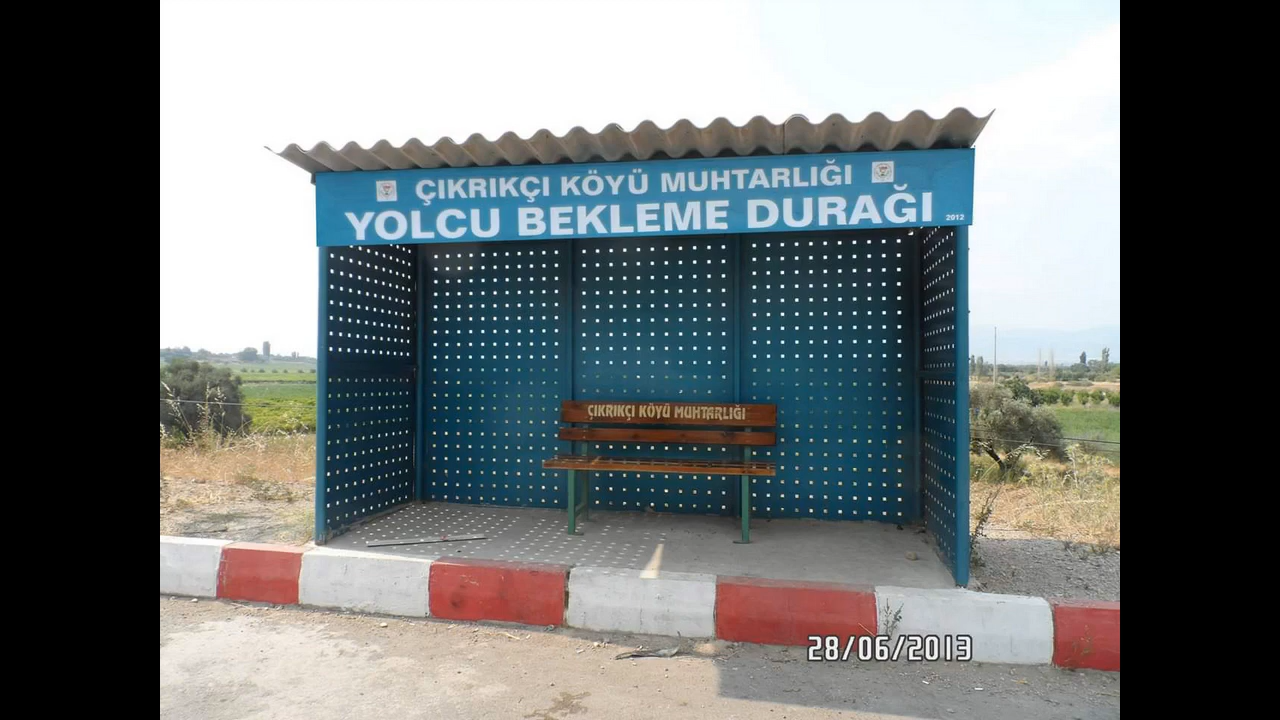 ÇIKRIKÇI KÖYÜ MUHTARLIĞI
YOLCU BEKLEME DURAĞI
2012
ÇIKRIKÇI KÖYÜ MUHTARLIĞI
28/06/2013